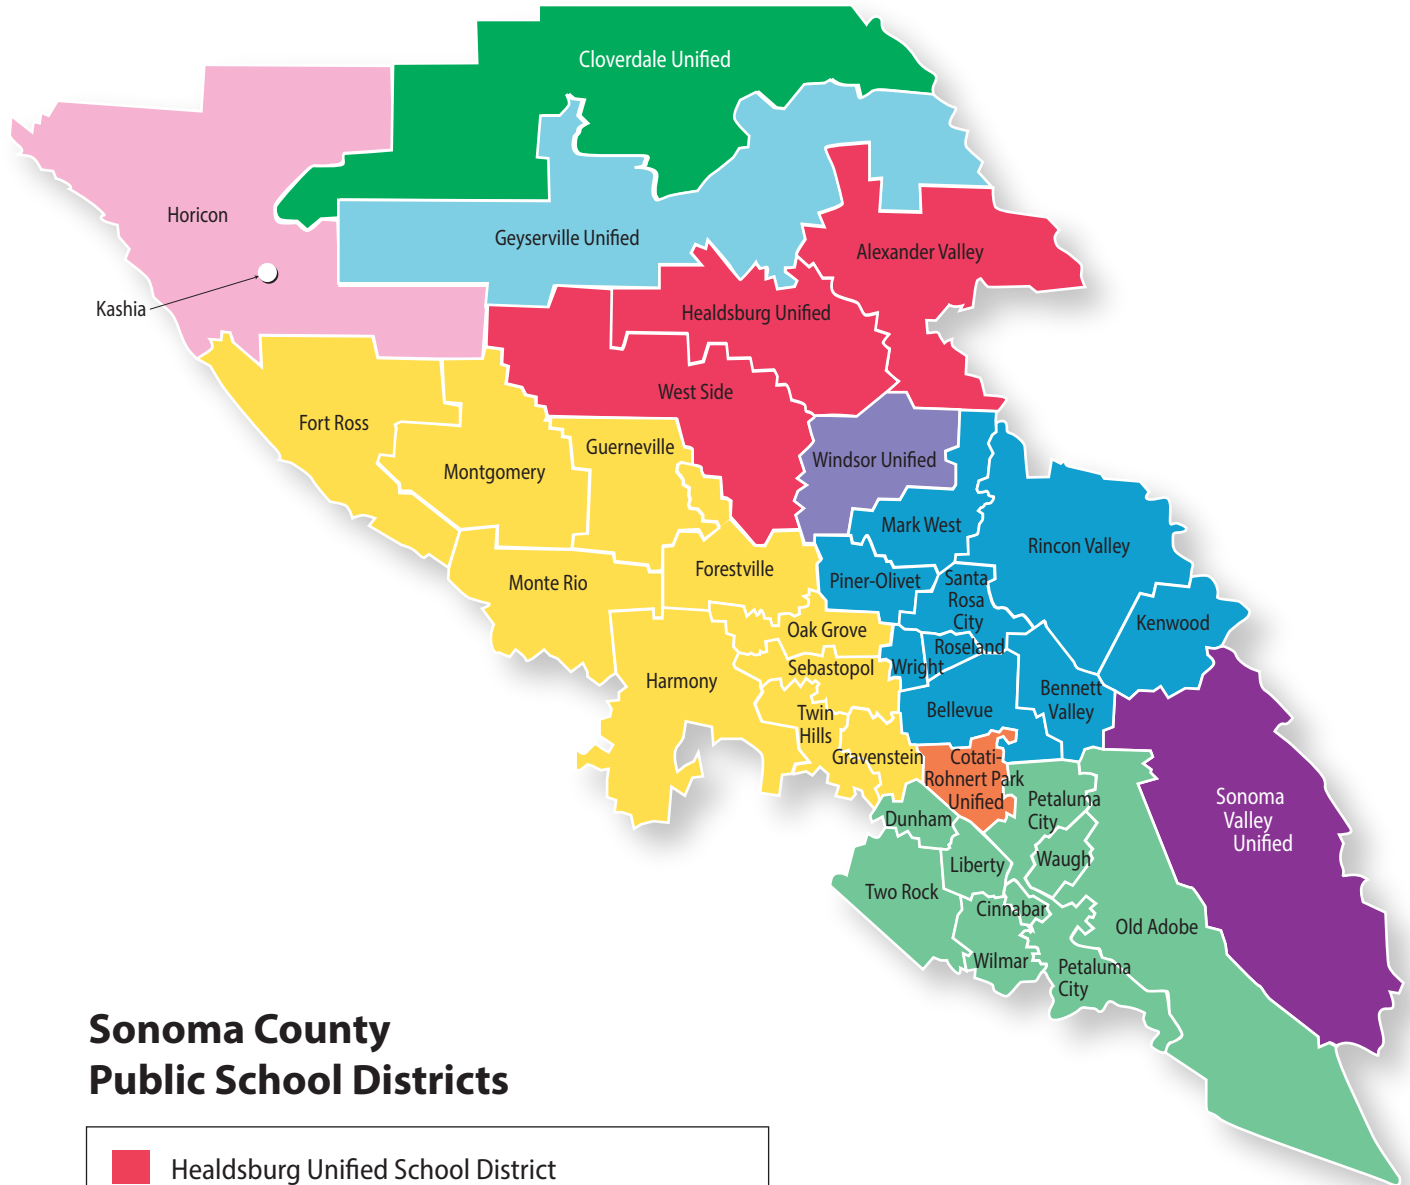 Cloverdale Unified
Horicon
Geyserville Unified
Alexander Valley
Kashia
Healdsburg Unified
West Side
Fort Ross
Guerneville
Windsor Unified
Montgomery
Mark West
Rincon Valley
Monte Rio
Forestville
Piner-Olivet
Santa
Rosa
City
Kenwood
Oak Grove
Roseland
Sebastopol
Wright
Harmony
Bennett
Valley
Bellevue
Twin
Hills
Gravenstein
Cotati-
Rohnert Park
Unified
Petaluma
City
Sonoma
Valley
Unified
Dunham
Liberty
Waugh
Two Rock
Cinnabar
Old Adobe
Wilmar
Petaluma
City
Sonoma County
Public School Districts
Healdsburg Unified School District